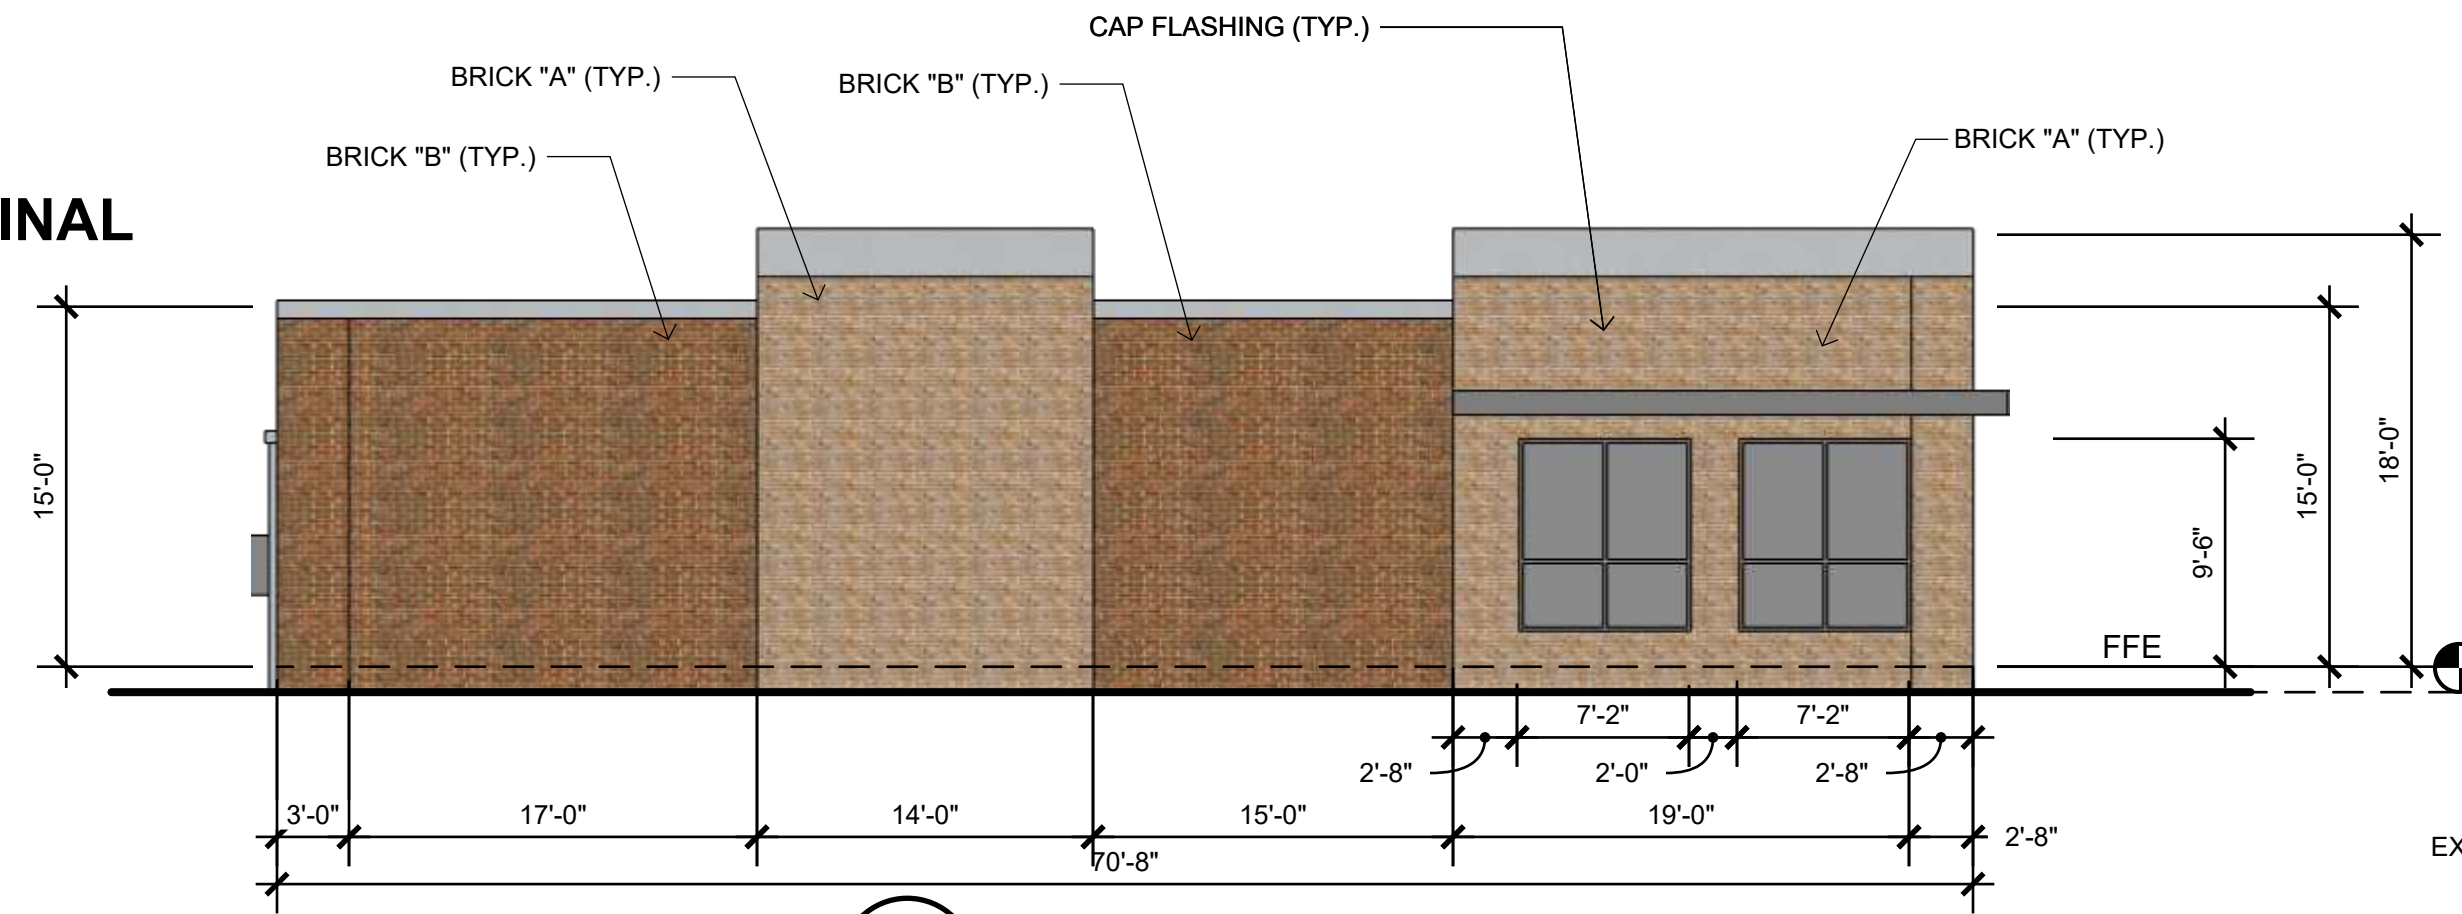 CAP FLASHING (TYP.)
BRICK "A" (TYP.)
BRICK "B" (TYP.)
BRICK "A" (TYP.)
BRICK "B" (TYP.)
INAL
15'-0"
18'-0"
15'-0"
9'-6"
FFE
7'-2"
7'-2"
2'-8"
2'-0"
2'-8"
3'-0"
17'-0"
14'-0"
15'-0"
19'-0"
2'-8"
70'-8"
EX